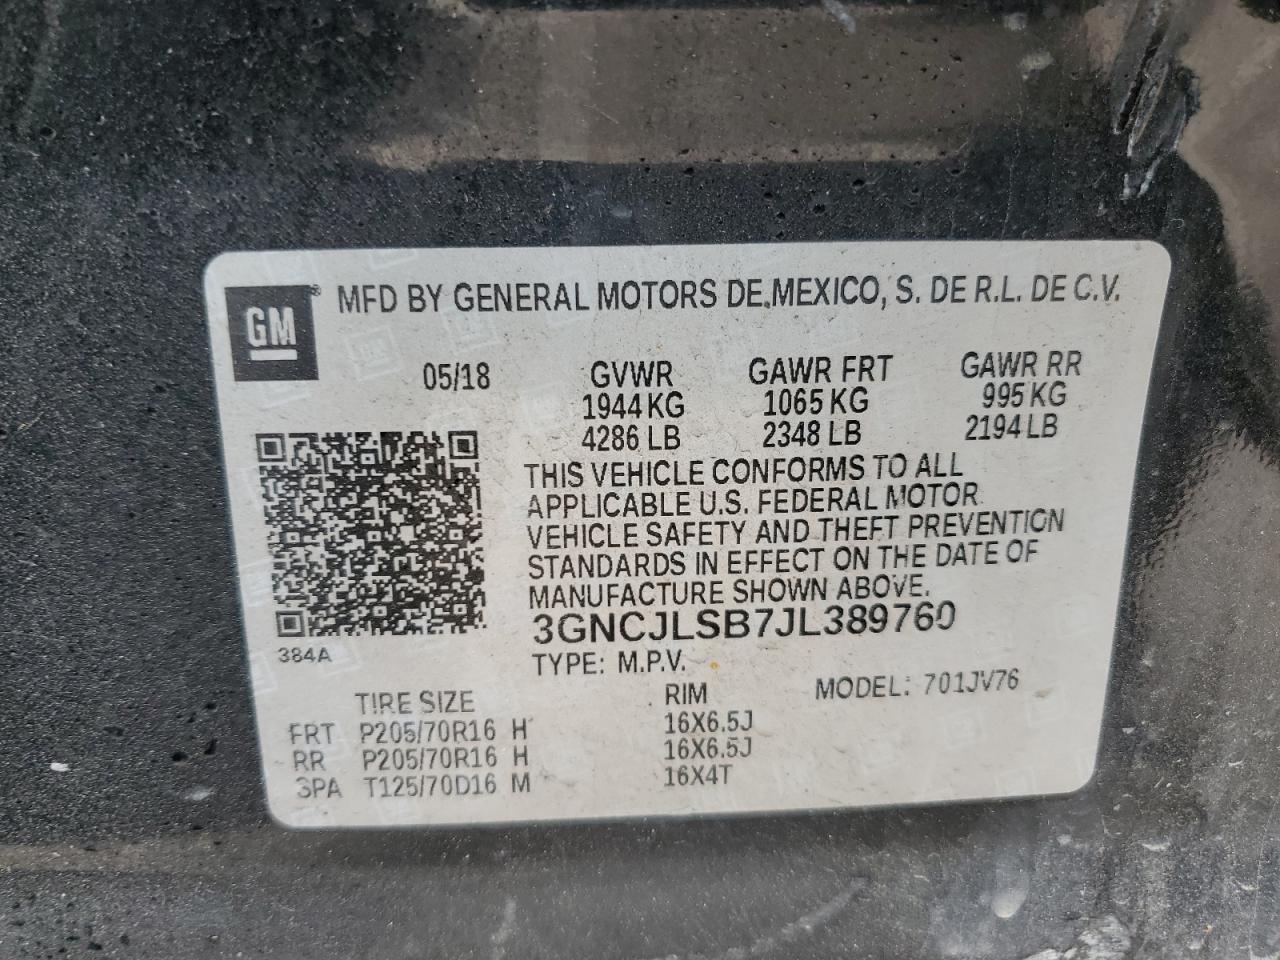 GM ® MFD BY GENERAL MOTORS DE MEXICO, S. DE R.L. DE C.V.
05/18 GVWR GAWR FRT GAWR RR
1944 KG 1065 KG 995 KG
4286 LB 2348 LB 2194 LB
THIS VEHICLE CONFORMS TO ALL
APPLICABLE U.S. FEDERAL MOTOR
VEHICLE SAFETY AND THEFT PREVENTION
STANDARDS IN EFFECT ON THE DATE OF
MANUFACTURE SHOWN ABOVE.
3GNCJLSB7JL389760
384A
TYPE: M.P.V.
MODEL: 701JV76
TIRE SIZE RIM
FRT P205/70R16 H 16X6.5J
RR P205/70R16 H 16X6.5J
SPA T125/70D16 M 16X4T